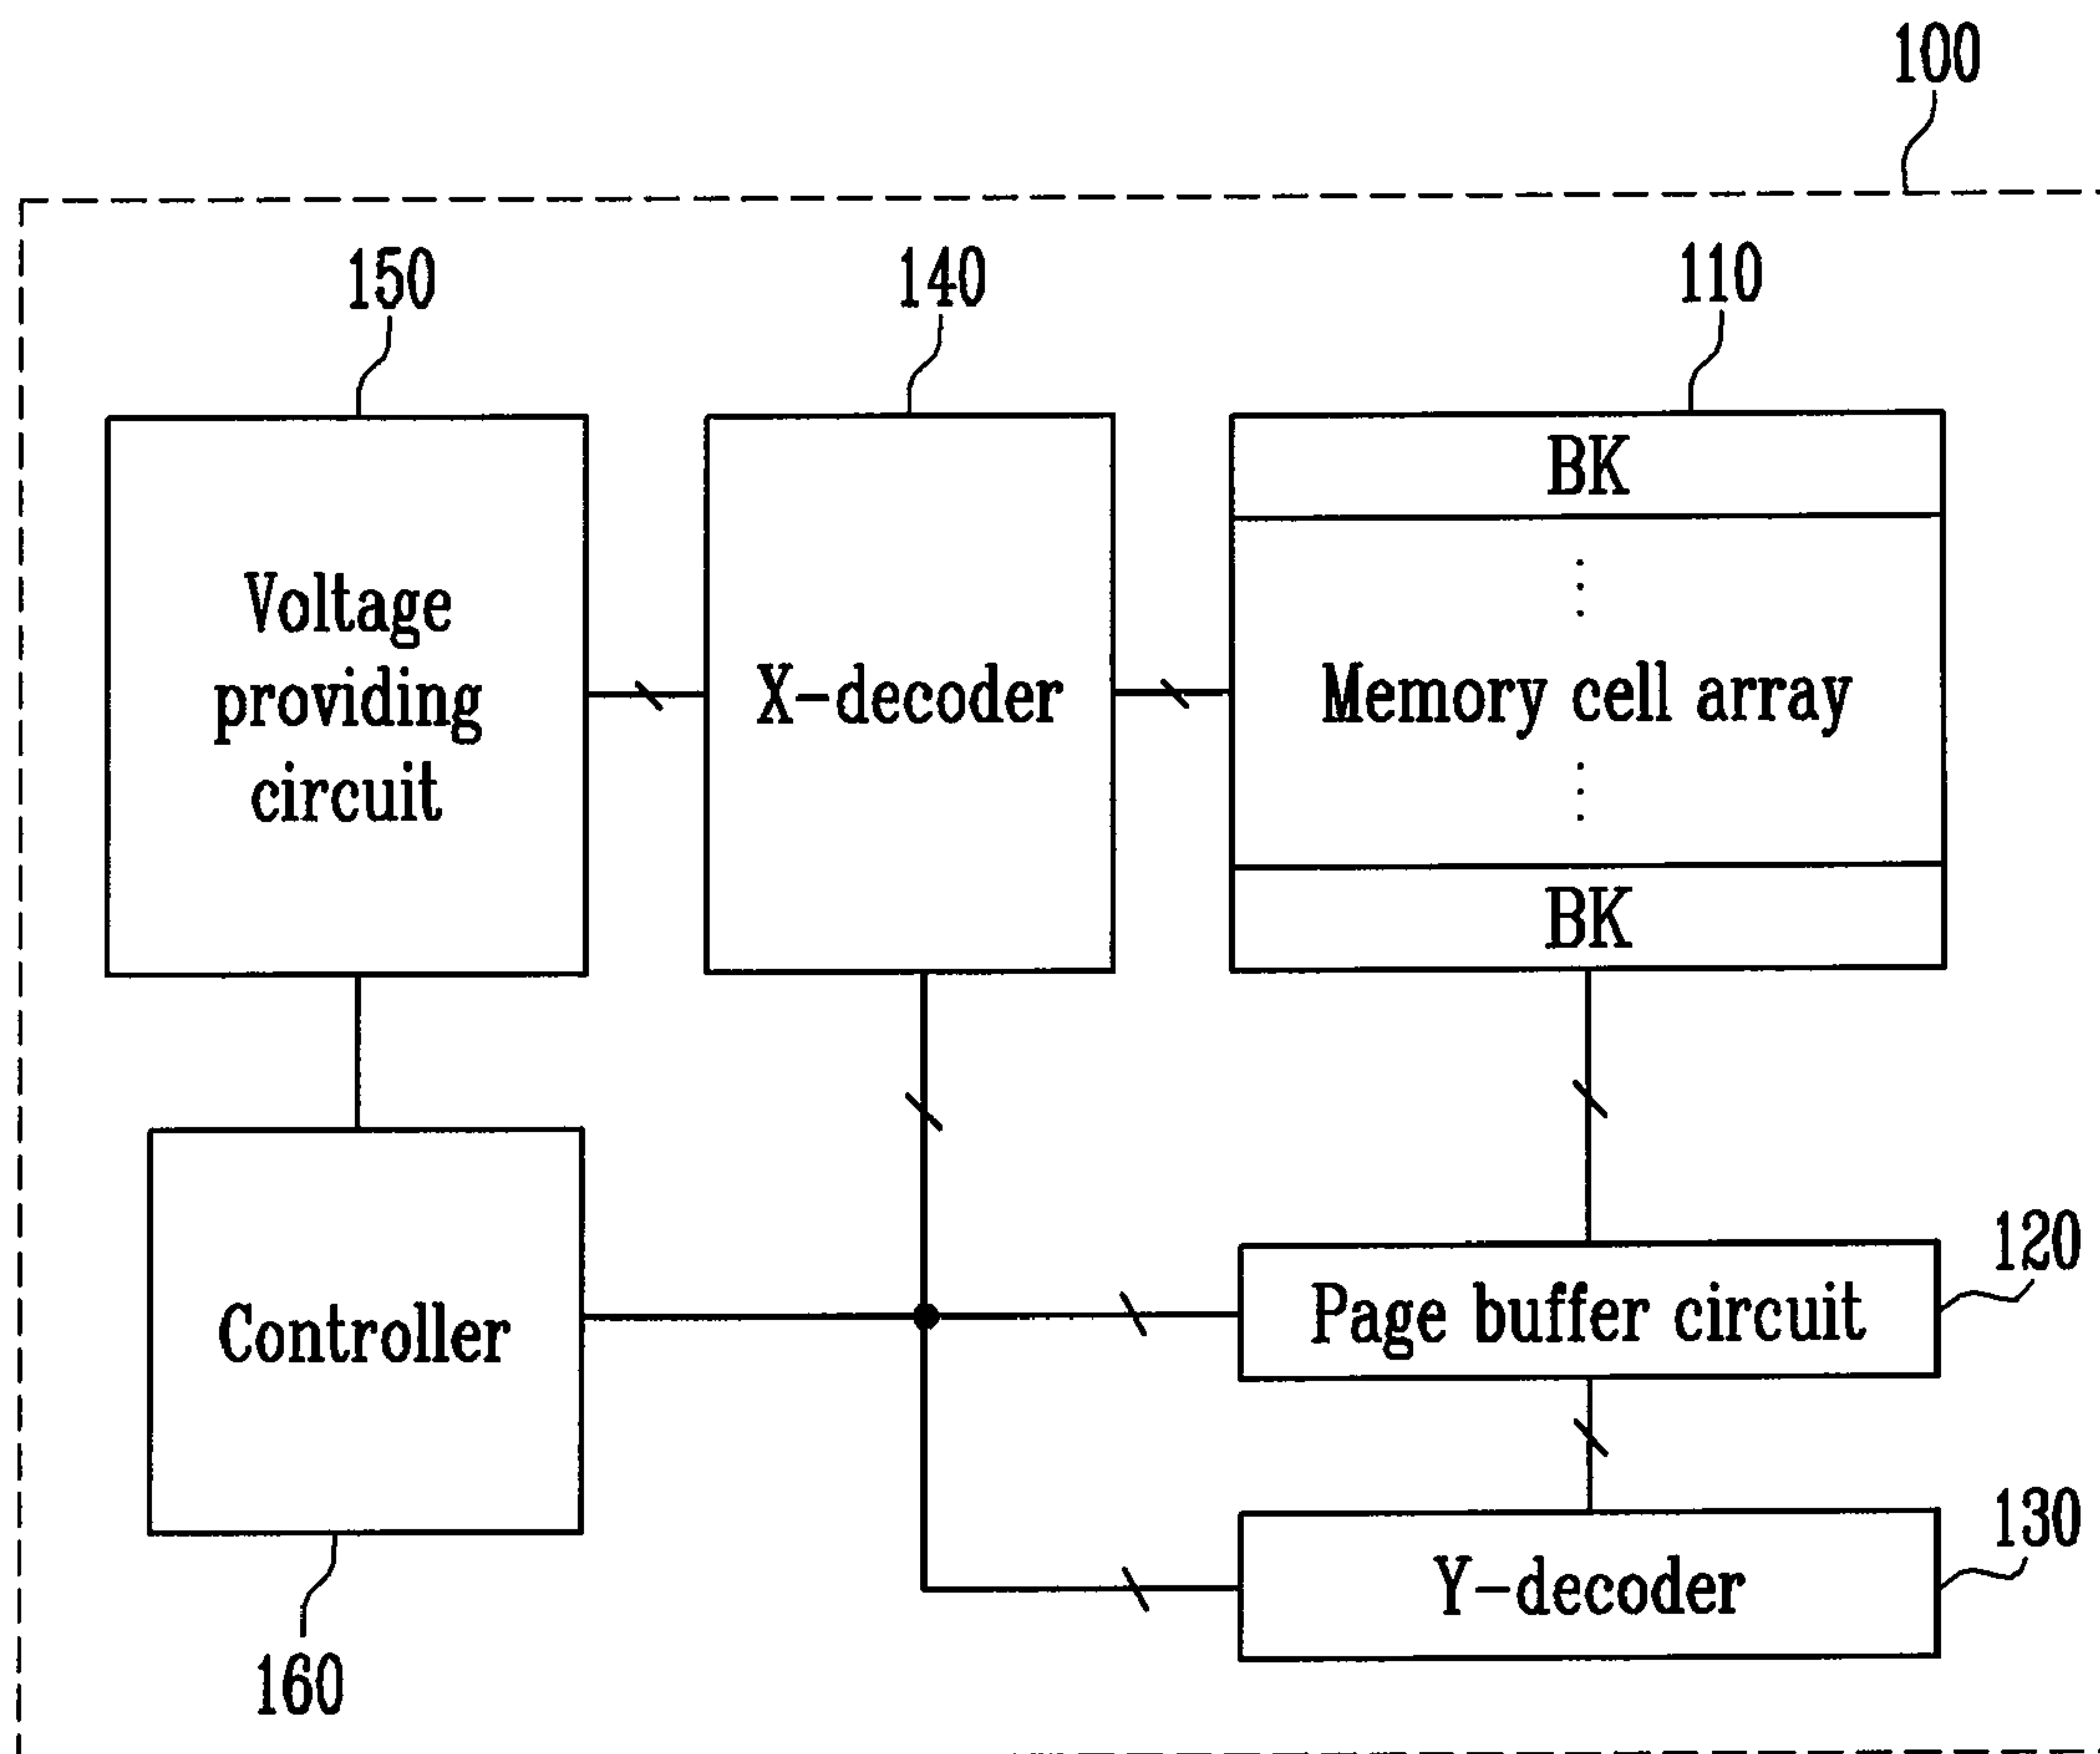 100
150
140
110
BK
Voltage
providing
circuit
X-decoder
Memory cell array
BK
120
Page buffer circuit
Controller
130
Y-decoder
160